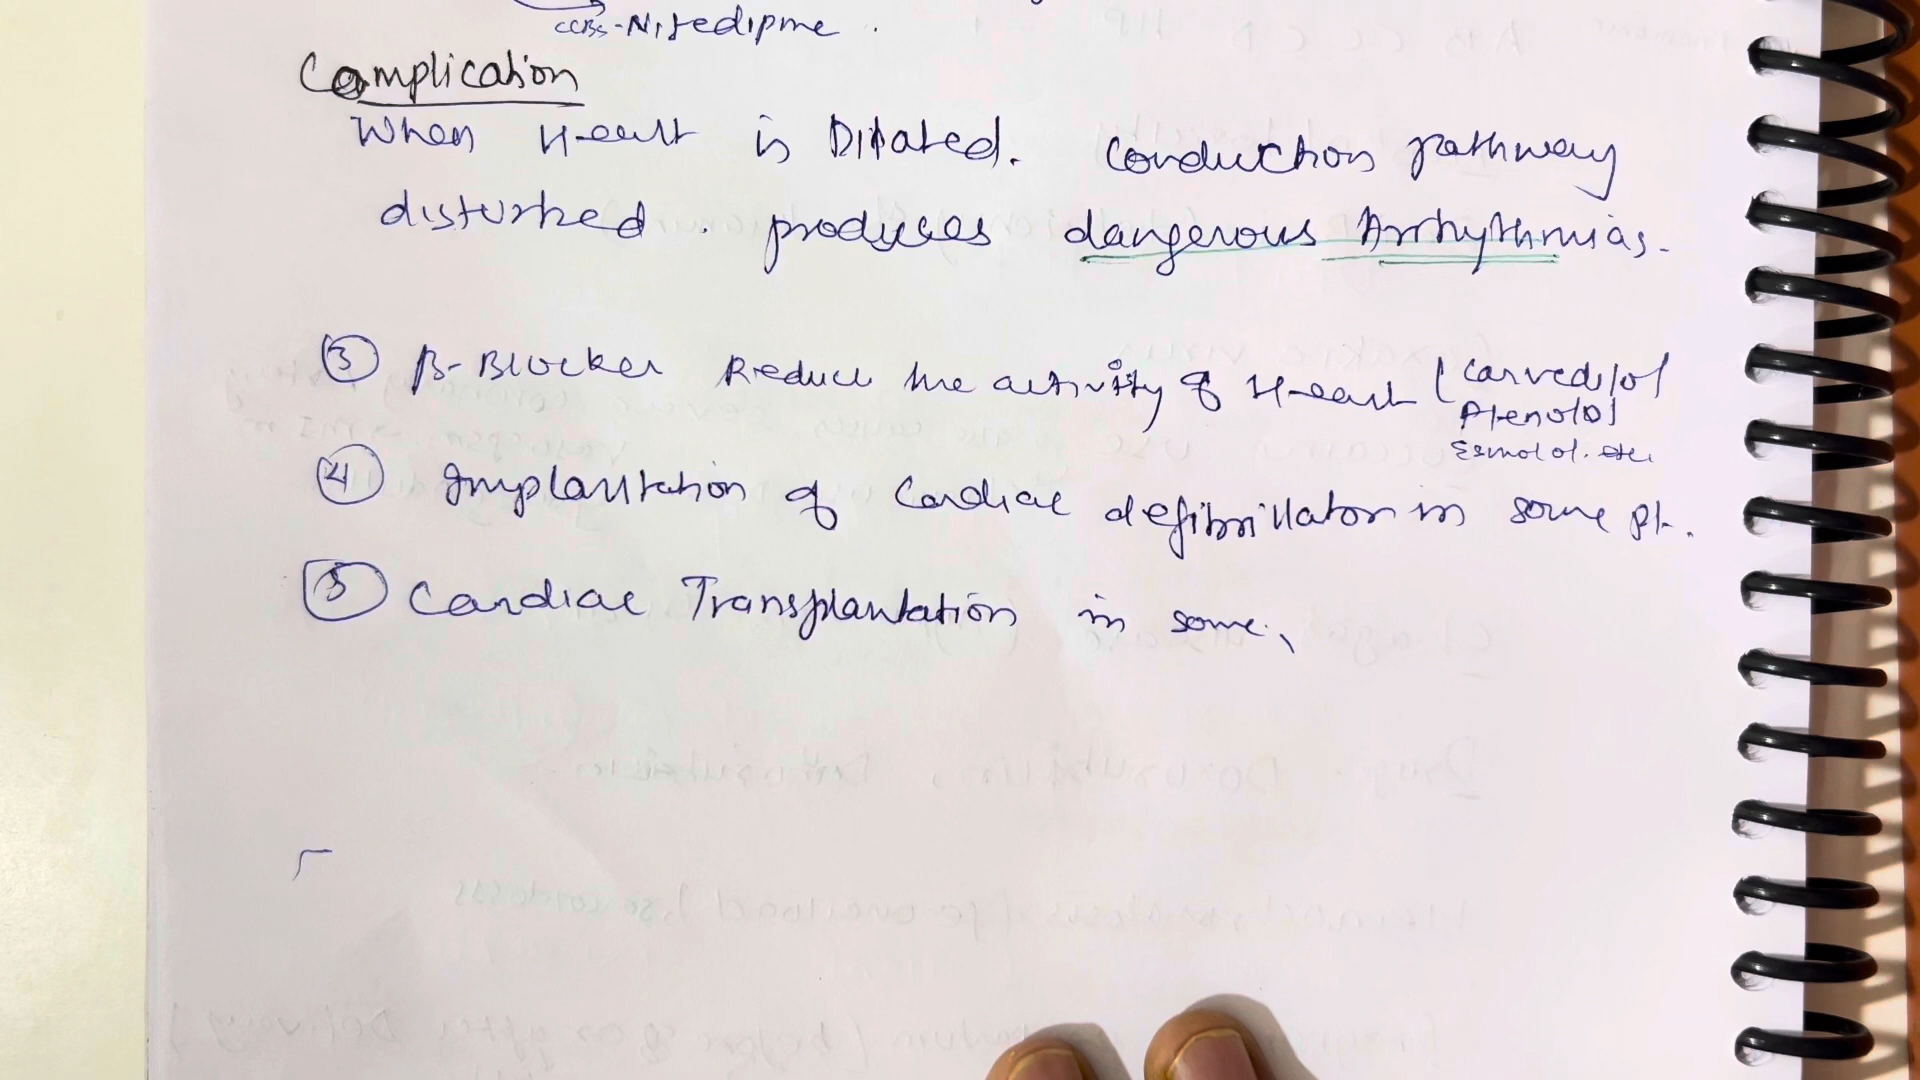 CCBs - Nifedipine.
Complication
When Heart is Dilated. Conduction pathway
disturbed. produces dangerous Arrhythmias.
③ β-Blocker Reduce the activity of Heart ( Carvedilol
Atenolol
Esmolol. etc.
④ Implantation of Cardiac defibrillator in some pt.
⑤ Cardiac Transplantation in some.